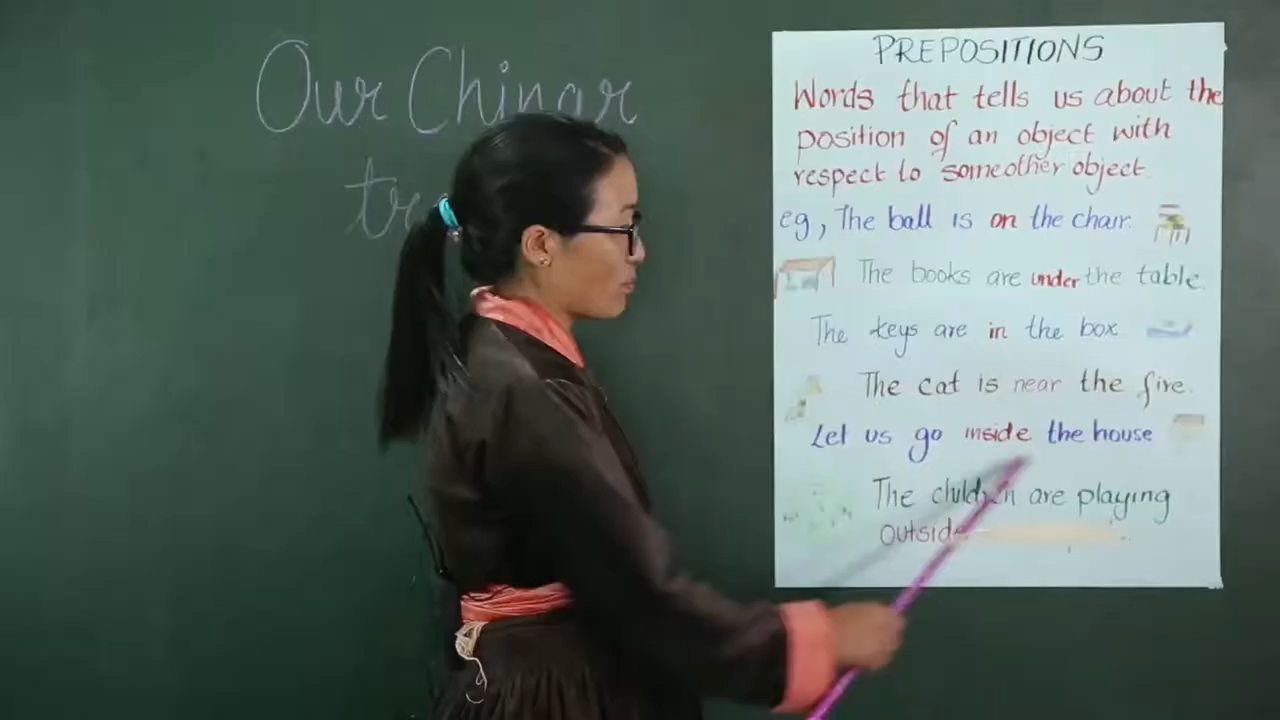 Our Chinar
PREPOSITIONS
Words that tells us about the
position of an object with
respect to someother object.
eg, The ball is on the chair.
The books are under the table.
The keys are in the box
The cat is near the fire.
Let us go inside the house
The children are playing
outside